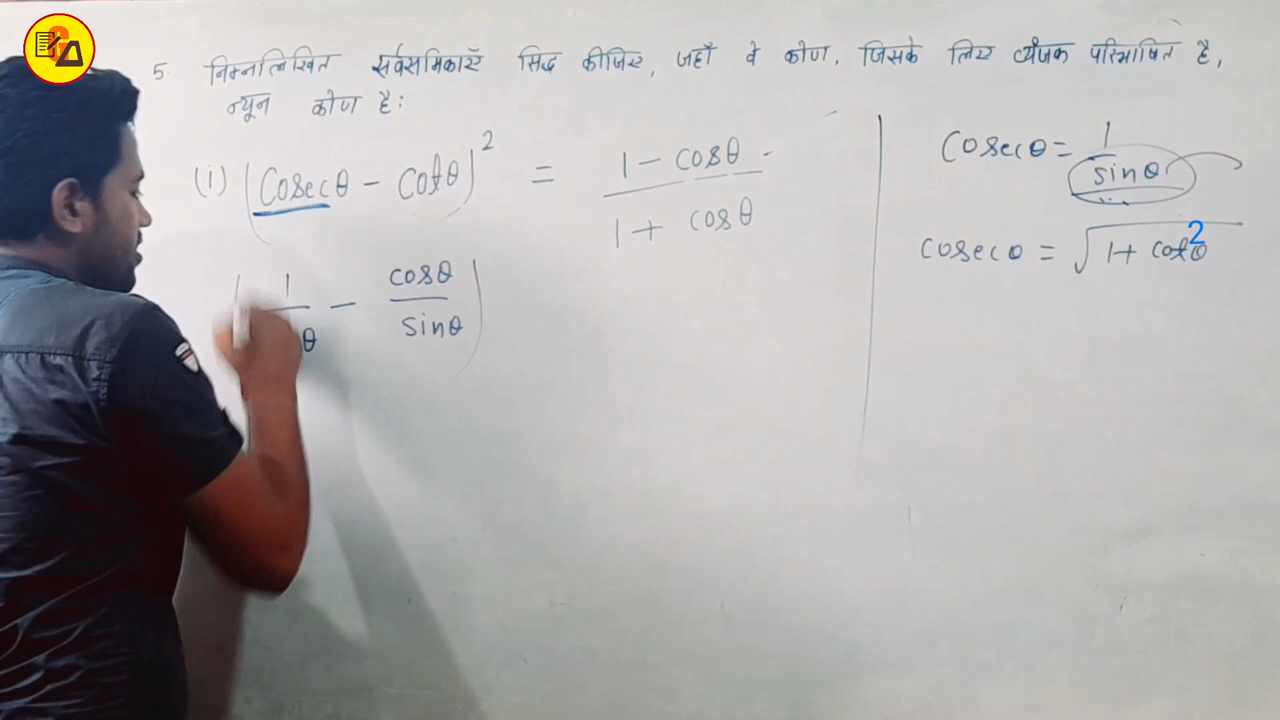 5. निम्नलिखित सर्वसमिकाएँ सिद्ध कीजिए, जहाँ वे कोण, जिसके लिए व्यंजक परिभाषित है,
न्यून कोण है:
(i) (Cosecθ - Cotθ)² = (1 - cosθ)/(1 + cosθ)
(1/θ - cosθ/sinθ)
Cosecθ = 1/sinθ
cosecθ = √(1 + cot²θ)